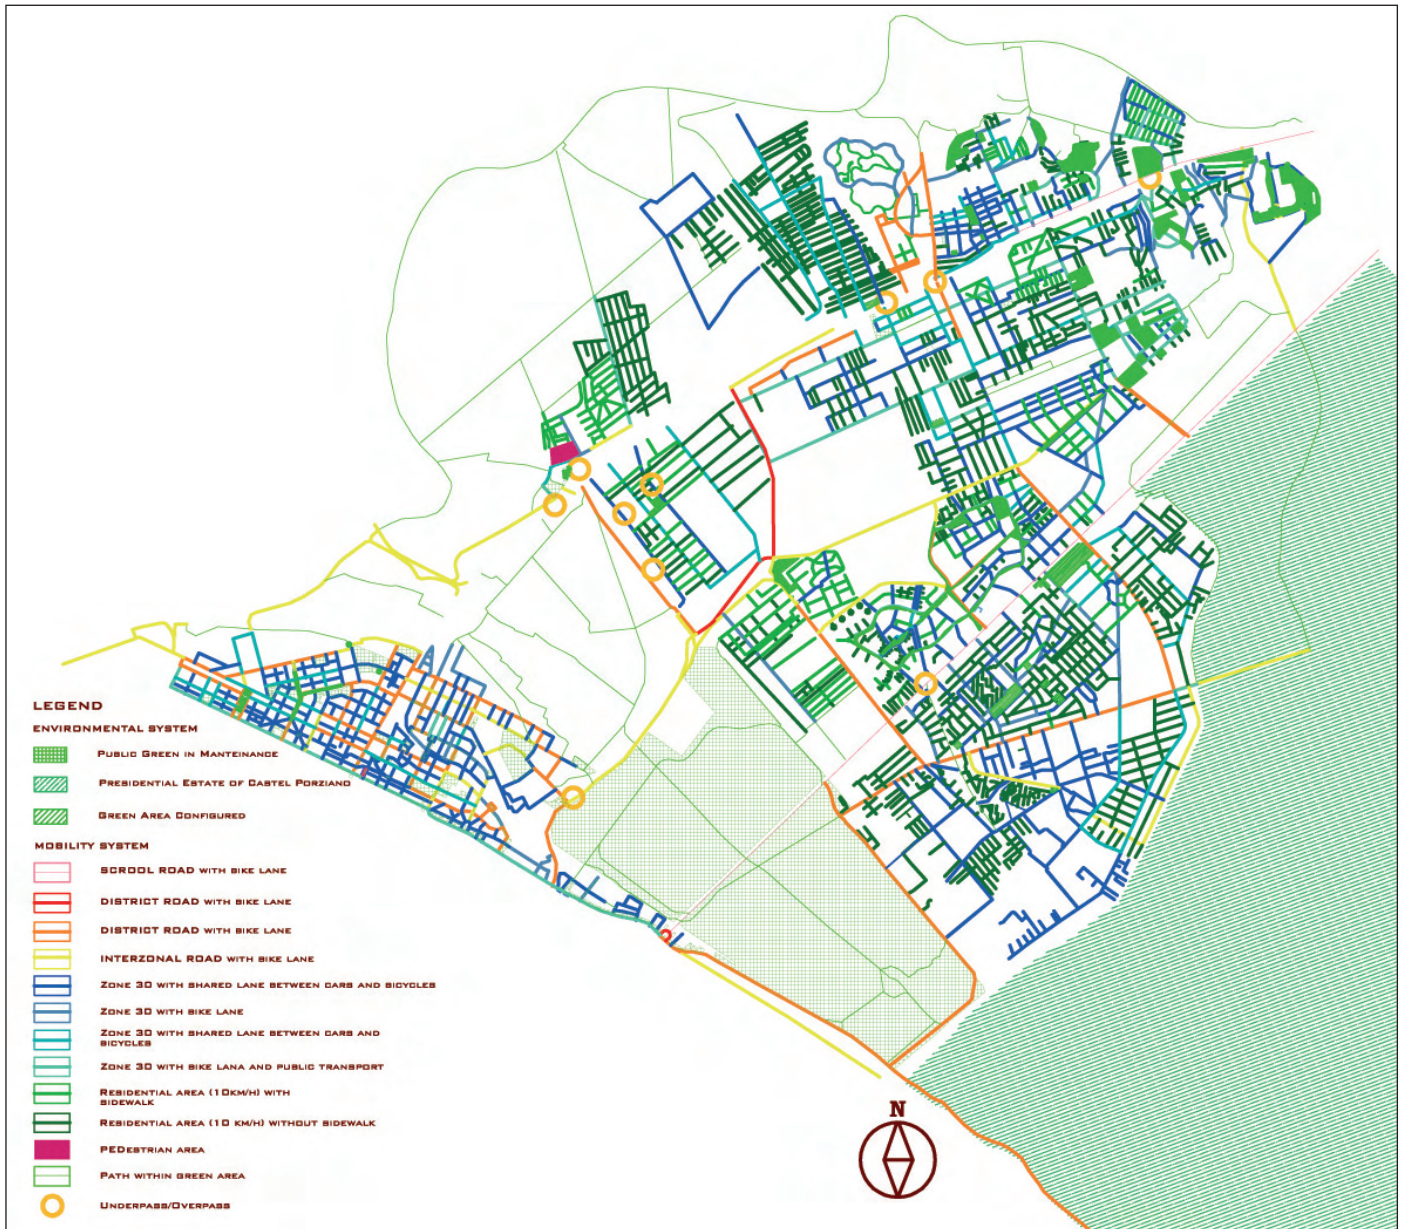 LEGEND
ENVIRONMENTAL SYSTEM
PUBLIC GREEN IN MANTEINANCE
PRESIDENTIAL ESTATE OF CASTEL PORZIANO
GREEN AREA CONFIGURED
MOBILITY SYSTEM
SCROOL ROAD WITH BIKE LANE
DISTRICT ROAD WITH BIKE LANE
DISTRICT ROAD WITH BIKE LANE
INTERZONAL ROAD WITH BIKE LANE
ZONE 30 WITH SHARED LANE BETWEEN CARS AND BICYCLES
ZONE 30 WITH BIKE LANE
ZONE 30 WITH SHARED LANE BETWEEN CARS AND
BICYCLES
ZONE 30 WITH BIKE LANA AND PUBLIC TRANSPORT
RESIDENTIAL AREA (10KM/H) WITH
SIDEWALK
RESIDENTIAL AREA (10 KM/H) WITHOUT SIDEWALK
PEDESTRIAN AREA
PATH WITHIN GREEN AREA
UNDERPASS/OVERPASS
N